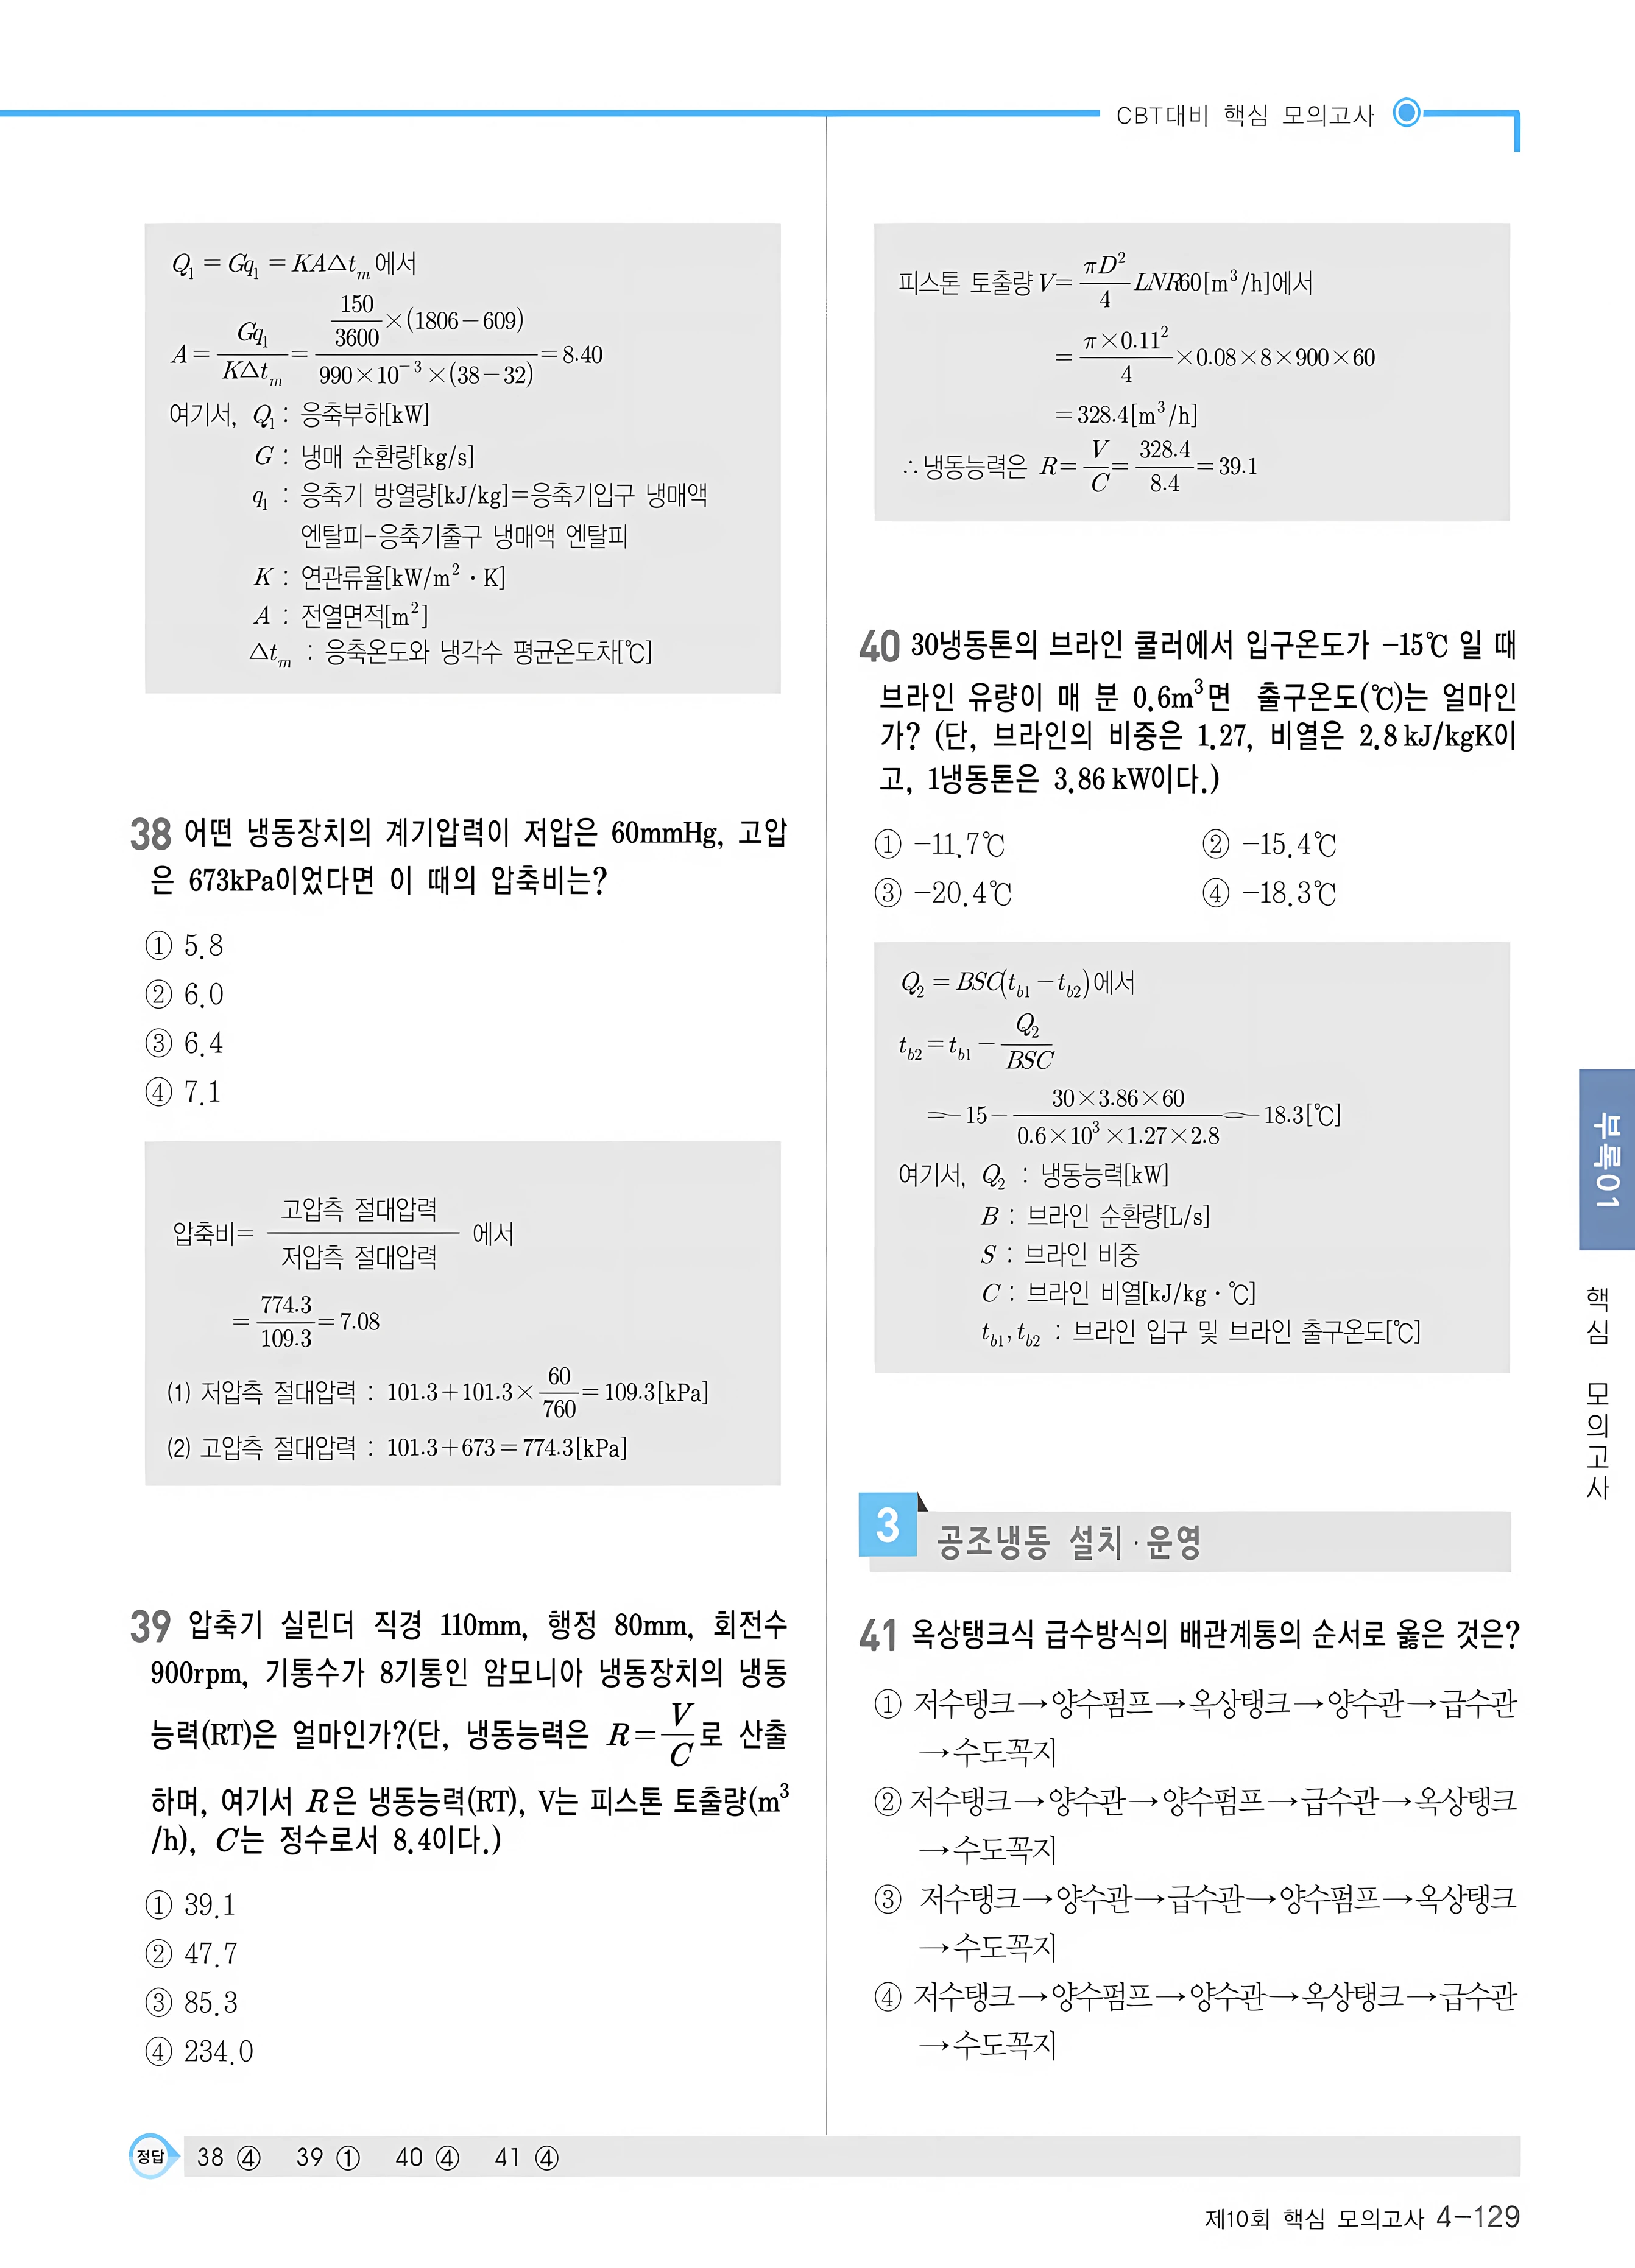 CBT대비 핵심 모의고사
Q₁ = Gq₁ = KA△tₘ에서
A = Gq₁ / K△tₘ = (150/3600 × (1806 − 609)) / (990 × 10⁻³ × (38 − 32)) = 8.40
여기서, Q₁ : 응축부하[kW]
G : 냉매 순환량[kg/s]
q₁ : 응축기 방열량[kJ/kg]=응축기입구 냉매액
엔탈피-응축기출구 냉매액 엔탈피
K : 연관류율[kW/m²・K]
A : 전열면적[m²]
△tₘ : 응축온도와 냉각수 평균온도차[℃]
38 어떤 냉동장치의 계기압력이 저압은 60mmHg, 고압
은 673kPa이었다면 이 때의 압축비는?
① 5.8
② 6.0
③ 6.4
④ 7.1
압축비= 고압측 절대압력 / 저압측 절대압력 에서
= 774.3 / 109.3 = 7.08
(1) 저압측 절대압력 : 101.3 + 101.3 × 60/760 = 109.3[kPa]
(2) 고압측 절대압력 : 101.3 + 673 = 774.3[kPa]
39 압축기 실린더 직경 110mm, 행정 80mm, 회전수
900rpm, 기통수가 8기통인 암모니아 냉동장치의 냉동
능력(RT)은 얼마인가?(단, 냉동능력은 R = V/C 로 산출
하며, 여기서 R은 냉동능력(RT), V는 피스톤 토출량(m³
/h), C는 정수로서 8.4이다.)
① 39.1
② 47.7
③ 85.3
④ 234.0
피스톤 토출량 V = πD²/4 LNR60[m³/h]에서
= π×0.11²/4 × 0.08 × 8 × 900 × 60
= 328.4[m³/h]
∴ 냉동능력은 R = V/C = 328.4/8.4 = 39.1
40 30냉동톤의 브라인 쿨러에서 입구온도가 −15℃ 일 때
브라인 유량이 매 분 0.6m³면 출구온도(℃)는 얼마인
가? (단, 브라인의 비중은 1.27, 비열은 2.8 kJ/kgK이
고, 1냉동톤은 3.86 kW이다.)
① −11.7℃ ② −15.4℃
③ −20.4℃ ④ −18.3℃
Q₂ = BSC(t_b1 − t_b2)에서
t_b2 = t_b1 − Q₂ / BSC
= − 15 − (30×3.86×60) / (0.6×10³×1.27×2.8) = − 18.3[℃]
여기서, Q₂ : 냉동능력[kW]
B : 브라인 순환량[L/s]
S : 브라인 비중
C : 브라인 비열[kJ/kg・℃]
t_b1, t_b2 : 브라인 입구 및 브라인 출구온도[℃]
3 공조냉동 설치·운영
41 옥상탱크식 급수방식의 배관계통의 순서로 옳은 것은?
① 저수탱크→양수펌프→옥상탱크→양수관→급수관
→수도꼭지
② 저수탱크→양수관→양수펌프→급수관→옥상탱크
→수도꼭지
③ 저수탱크→양수관→급수관→양수펌프→옥상탱크
→수도꼭지
④ 저수탱크→양수펌프→양수관→옥상탱크→급수관
→수도꼭지
부록01
핵심 모의고사
정답 38 ④ 39 ① 40 ④ 41 ④
제10회 핵심 모의고사 4-129